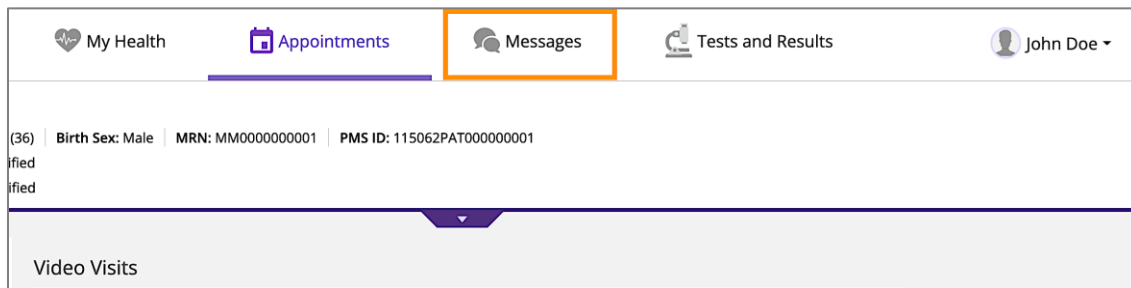 My Health Appointments Messages Tests and Results John Doe
(36) Birth Sex: Male MRN: MM0000000001 PMS ID: 115062PAT000000001
ified
ified
Video Visits